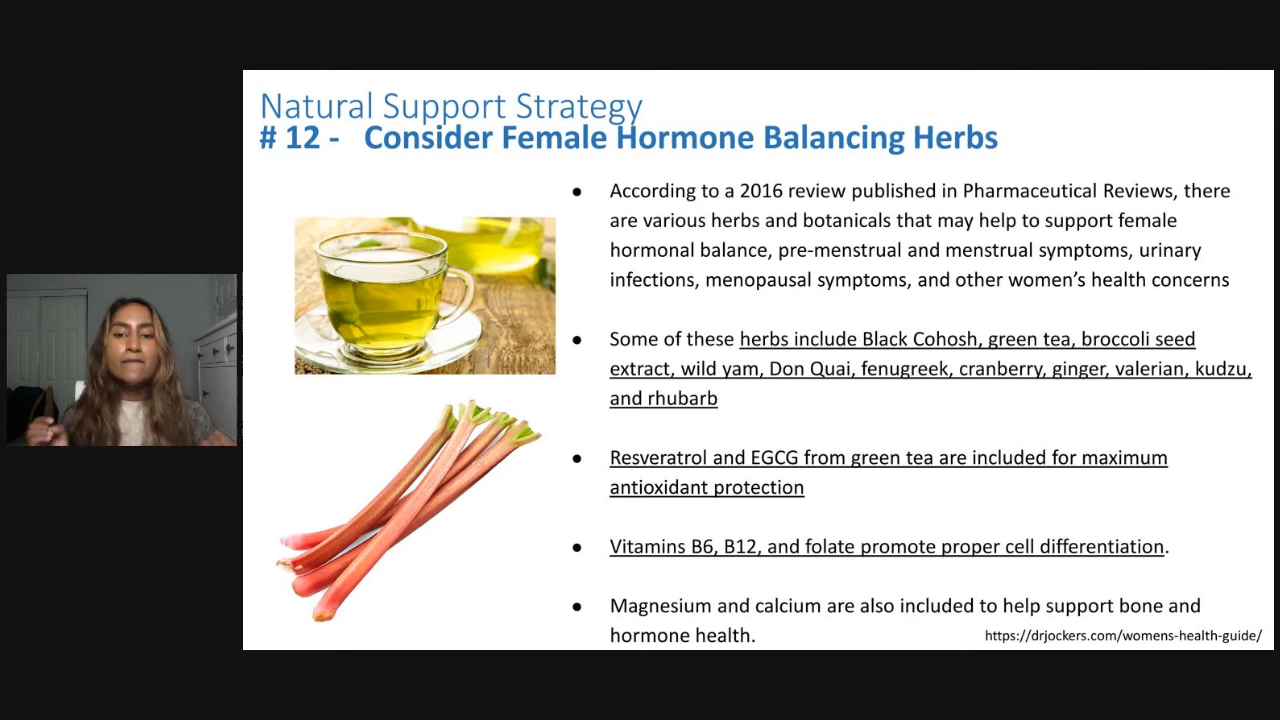 Natural Support Strategy
# 12 - Consider Female Hormone Balancing Herbs
● According to a 2016 review published in Pharmaceutical Reviews, there
are various herbs and botanicals that may help to support female
hormonal balance, pre-menstrual and menstrual symptoms, urinary
infections, menopausal symptoms, and other women’s health concerns
● Some of these herbs include Black Cohosh, green tea, broccoli seed
extract, wild yam, Don Quai, fenugreek, cranberry, ginger, valerian, kudzu,
and rhubarb
● Resveratrol and EGCG from green tea are included for maximum
antioxidant protection
● Vitamins B6, B12, and folate promote proper cell differentiation.
● Magnesium and calcium are also included to help support bone and
hormone health.
https://drjockers.com/womens-health-guide/